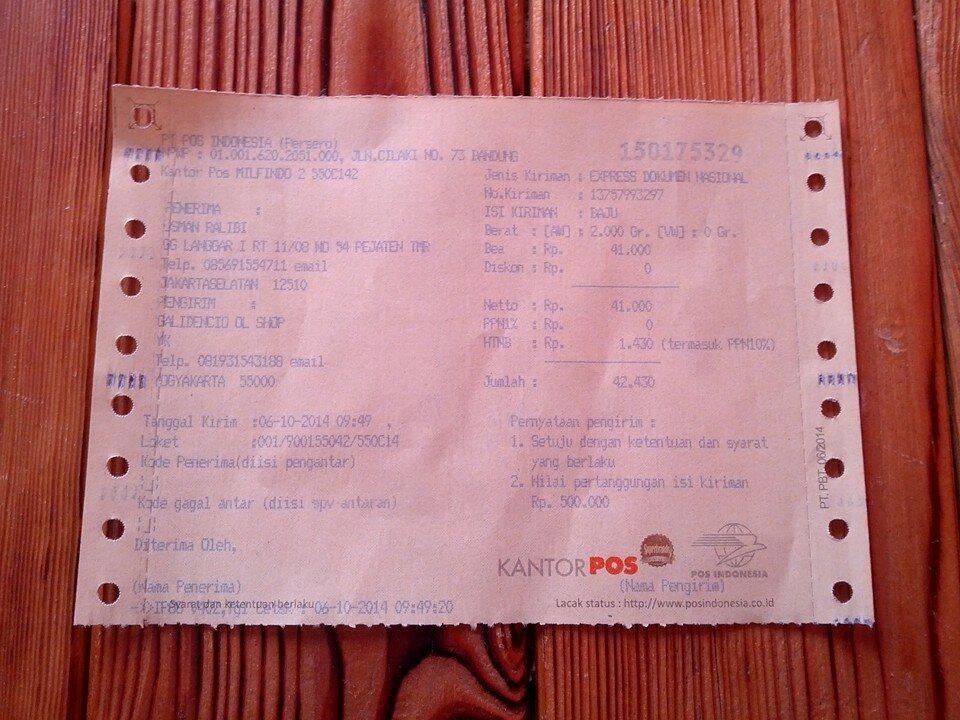 PT POS INDONESIA (Persero)
NPWP : 01.001.620.2051.000, JLN.CILAKI NO. 73 BANDUNG
Kantor Pos MILFINDO 2 550C142
PENERIMA :
USMAN RALIBI
GG LANGGAR I RT 11/08 NO 54 PEJATEN TMR
Telp. 085691554711 email
JAKARTASELATAN 12510
PENGIRIM :
GALIDENCIO OL SHOP
YK
Telp. 081931543188 email
YOGYAKARTA 55000
Tanggal Kirim :06-10-2014 09:49 ,
Loket :001/900155042/550C14
Kode Penerima(diisi pengantar)
Kode gagal antar (diisi spv antaran)
Diterima Oleh,
(Nama Penerima)
Syarat dan ketentuan berlaku
: 06-10-2014 09:49:20
150175329
Jenis Kiriman : EXPRESS DOKUMEN NASIONAL
No.Kiriman : 13757993297
ISI KIRIMAN : BAJU
Berat : [AW] : 2.000 Gr. [VW] : 0 Gr.
Bea : Rp. 41.000
Diskon : Rp. 0
Netto : Rp. 41.000
PPN1% : Rp. 0
HTNB : Rp. 1.430 (termasuk PPN10%)
Jumlah : 42.430
Pernyataan pengirim :
1. Setuju dengan ketentuan dan syarat
yang berlaku
2. Nilai pertanggungan isi kiriman
Rp. 500.000
KANTORPOS
POS INDONESIA
(Nama Pengirim)
Lacak status : http://www.posindonesia.co.id
PT. PBT. 06/2014